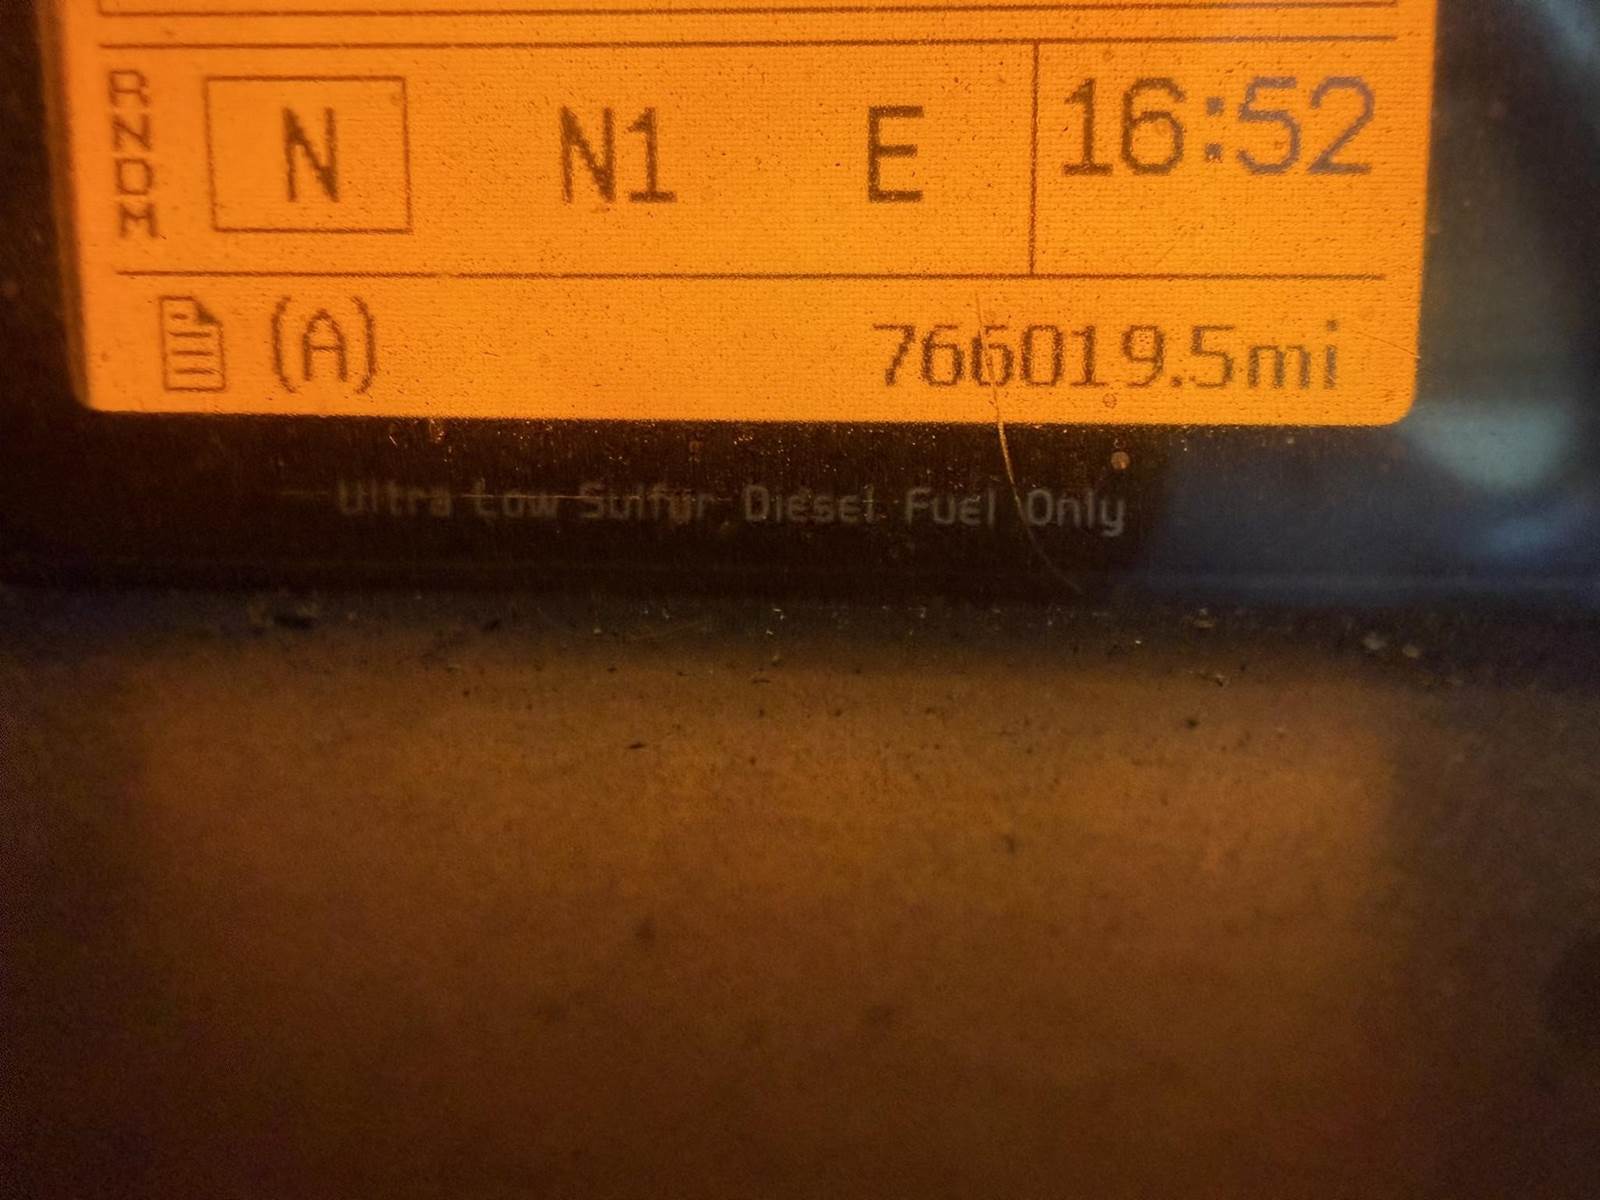 RNDM
N N1 E 16:52
(A) 766019.5mi
Ultra Low Sulfur Diesel Fuel Only